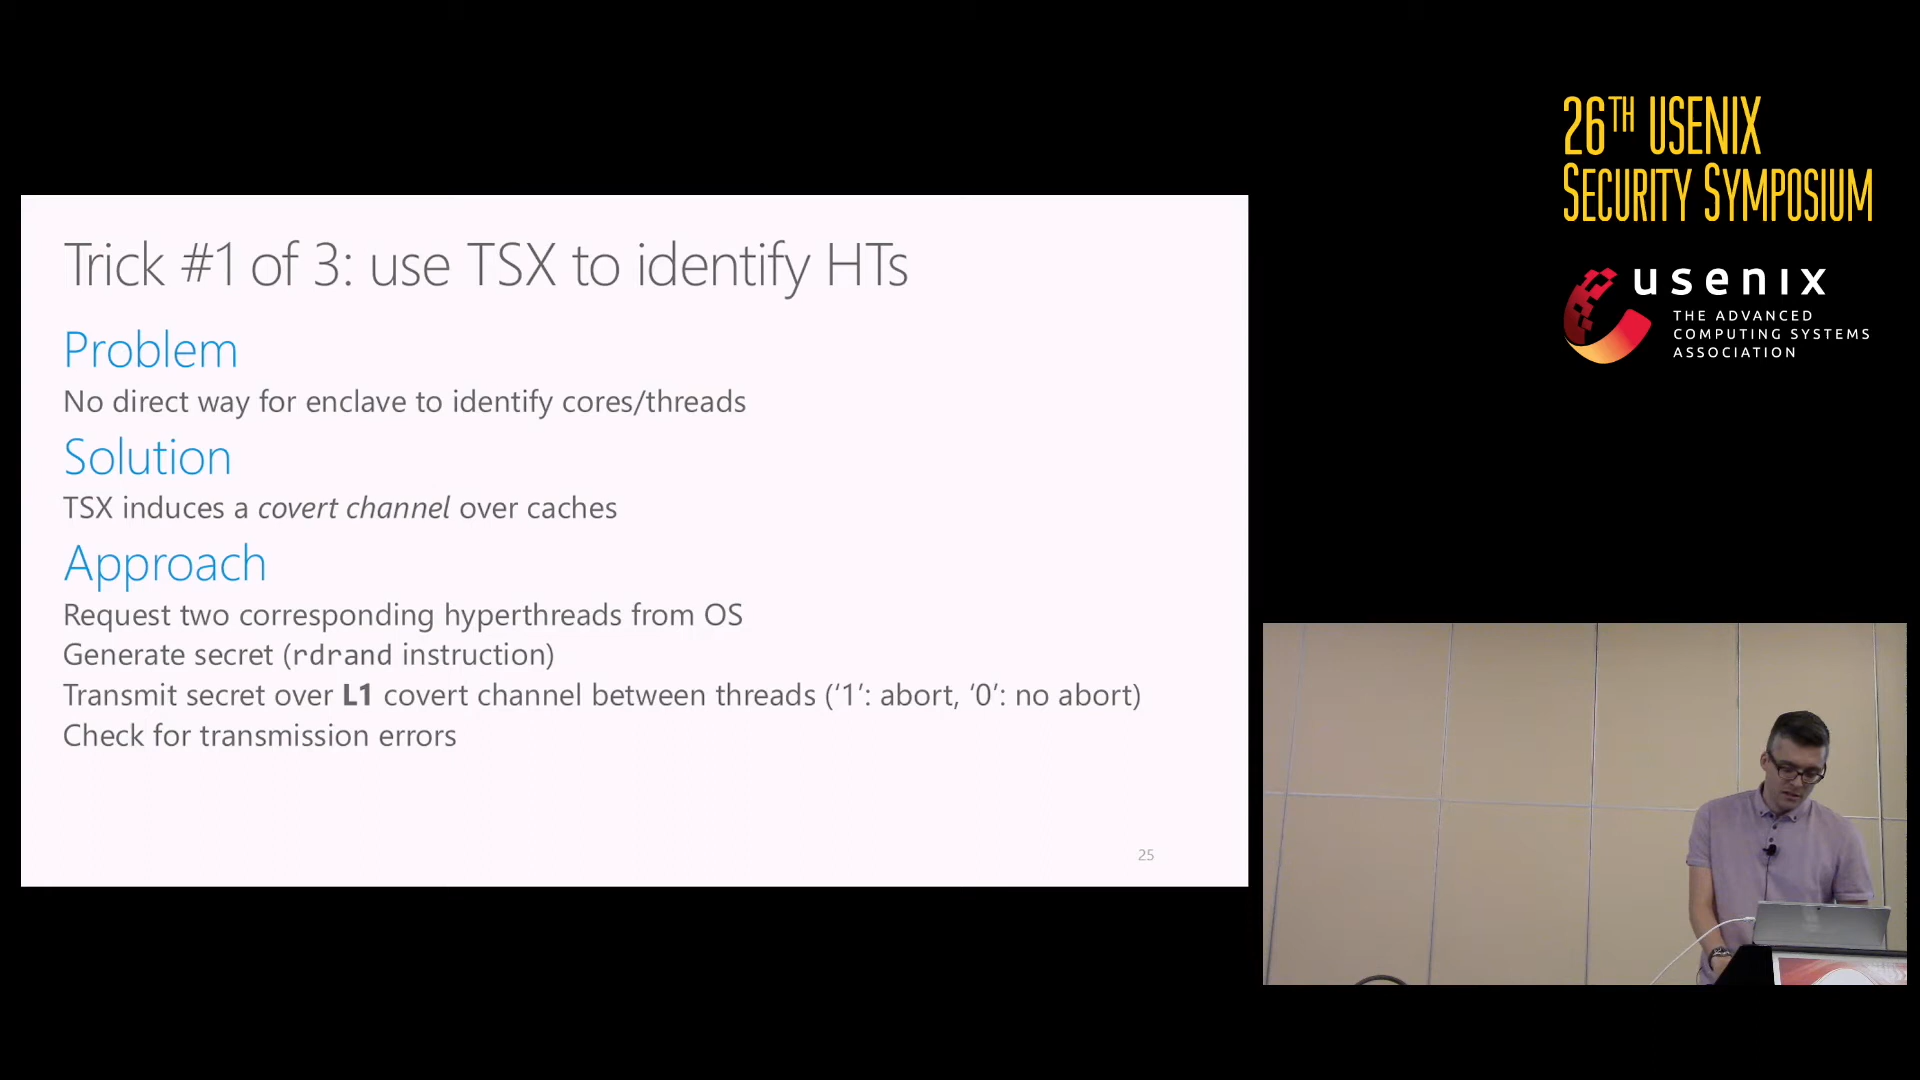 Trick #1 of 3: use TSX to identify HTs
Problem
No direct way for enclave to identify cores/threads
Solution
TSX induces a covert channel over caches
Approach
Request two corresponding hyperthreads from OS
Generate secret (rdrand instruction)
Transmit secret over L1 covert channel between threads (‘1’: abort, ‘0’: no abort)
Check for transmission errors
25
26TH USENIX
SECURITY SYMPOSIUM
usenix
THE ADVANCED
COMPUTING SYSTEMS
ASSOCIATION